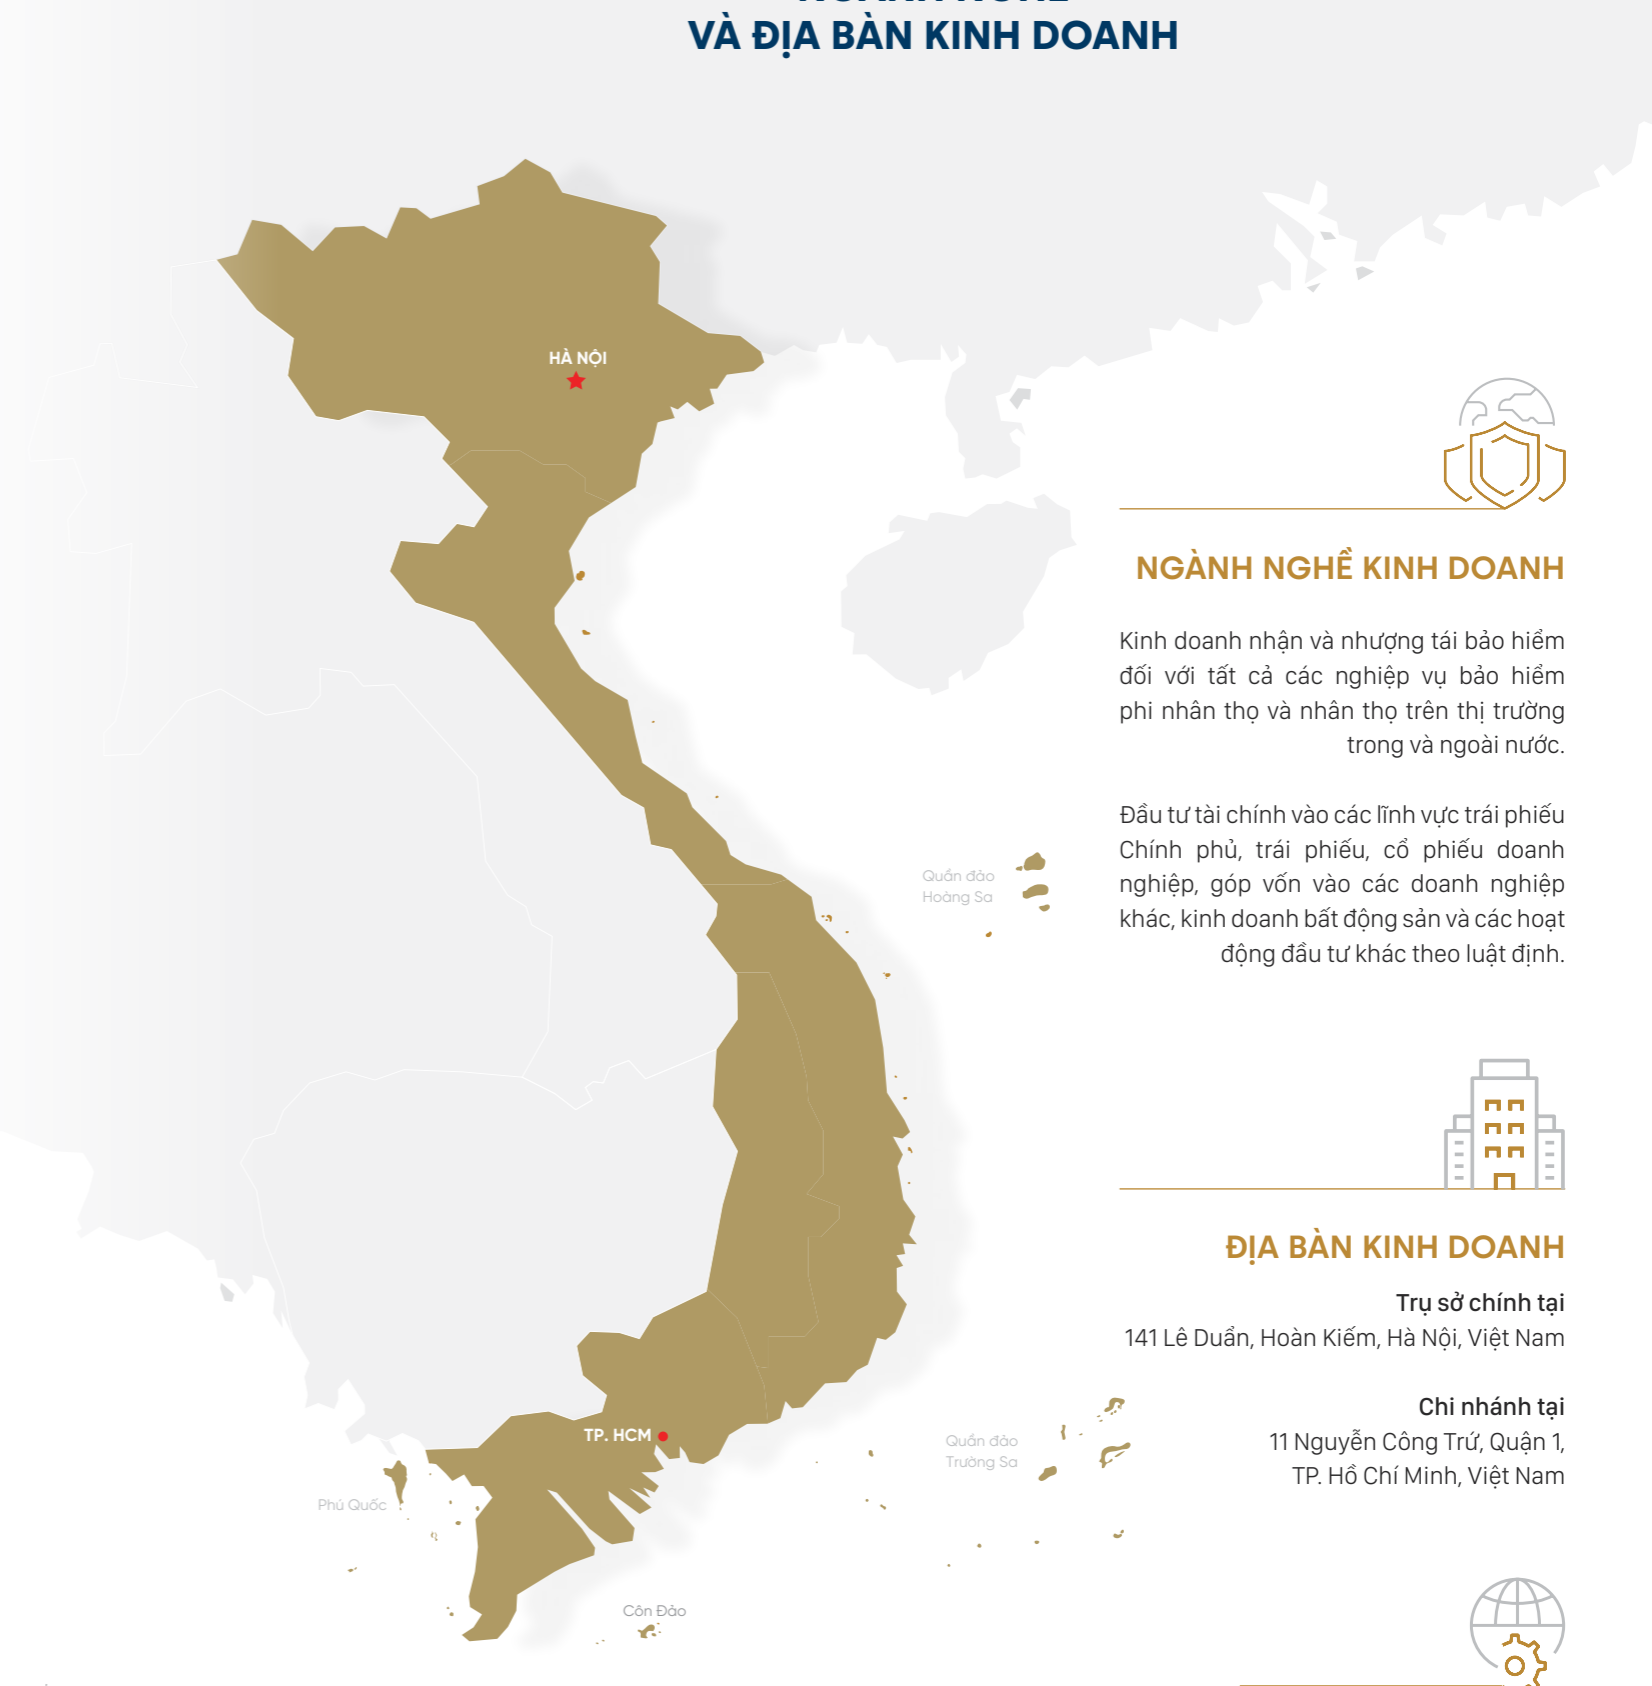 VÀ ĐỊA BÀN KINH DOANH
HÀ NỘI
NGÀNH NGHỀ KINH DOANH
Kinh doanh nhận và nhượng tái bảo hiểm
đối với tất cả các nghiệp vụ bảo hiểm
phi nhân thọ và nhân thọ trên thị trường
trong và ngoài nước.
Đầu tư tài chính vào các lĩnh vực trái phiếu
Chính phủ, trái phiếu, cổ phiếu doanh
nghiệp, góp vốn vào các doanh nghiệp
khác, kinh doanh bất động sản và các hoạt
động đầu tư khác theo luật định.
Quần đảo
Hoàng Sa
ĐỊA BÀN KINH DOANH
Trụ sở chính tại
141 Lê Duẩn, Hoàn Kiếm, Hà Nội, Việt Nam
Chi nhánh tại
11 Nguyễn Công Trứ, Quận 1,
TP. Hồ Chí Minh, Việt Nam
TP. HCM
Quần đảo
Trường Sa
Phú Quốc
Côn Đảo